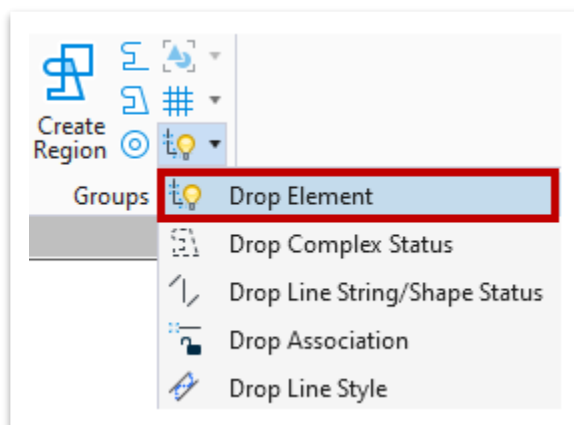 Create
Region
Groups
Drop Element
Drop Complex Status
Drop Line String/Shape Status
Drop Association
Drop Line Style